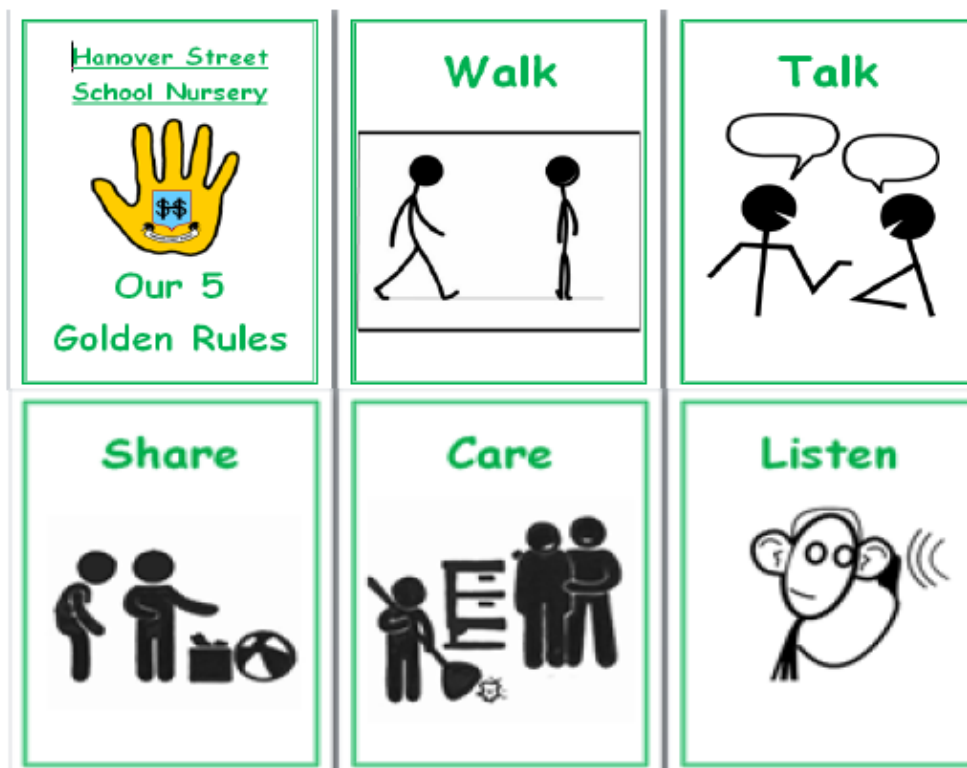 Hanover Street
School Nursery
Our 5
Golden Rules
Walk
Talk
Share
Care
Listen